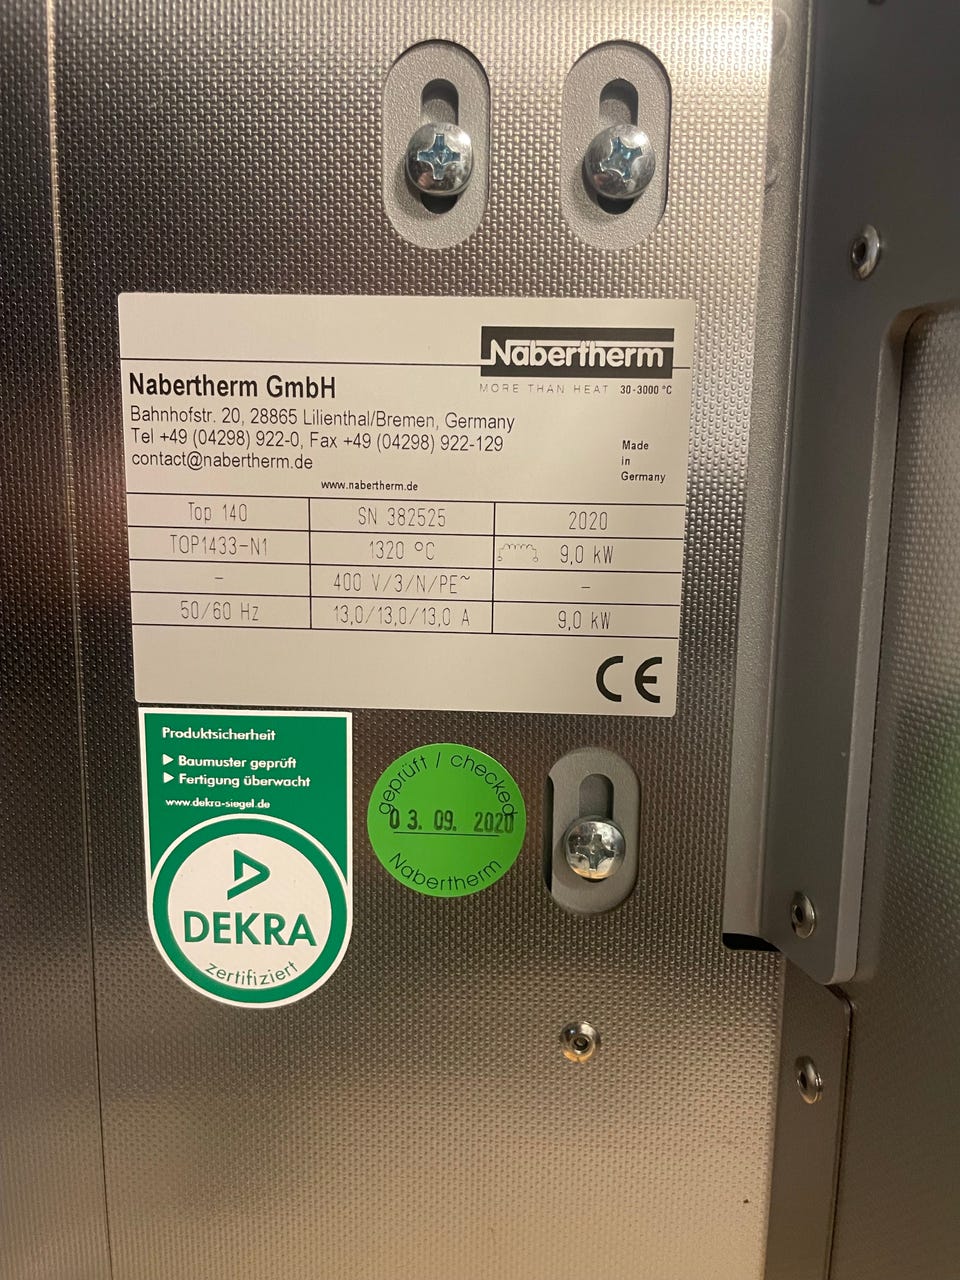 Nabertherm
MORE THAN HEAT 30-3000 °C
Nabertherm GmbH
Bahnhofstr. 20, 28865 Lilienthal/Bremen, Germany
Tel +49 (04298) 922-0, Fax +49 (04298) 922-129
contact@nabertherm.de
Made
in
Germany
www.nabertherm.de
Top 140 SN 382525 2020
TOP1433-N1 1320 °C 9,0 kW
- 400 V/3/N/PE~ -
50/60 Hz 13,0/13,0/13,0 A 9,0 kW
CE
Produktsicherheit
Baumuster geprüft
Fertigung überwacht
www.dekra-siegel.de
DEKRA
zertifiziert
geprüft / checked
03. 09. 2020
Nabertherm